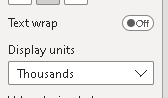 Text wrap Off
Display units
Thousands